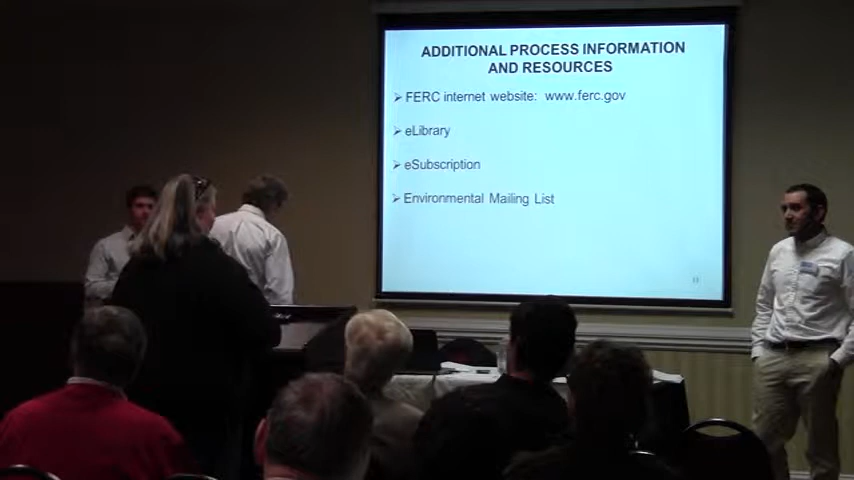 ADDITIONAL PROCESS INFORMATION
AND RESOURCES
➢ FERC internet website: www.ferc.gov
➢ eLibrary
➢ eSubscription
➢ Environmental Mailing List